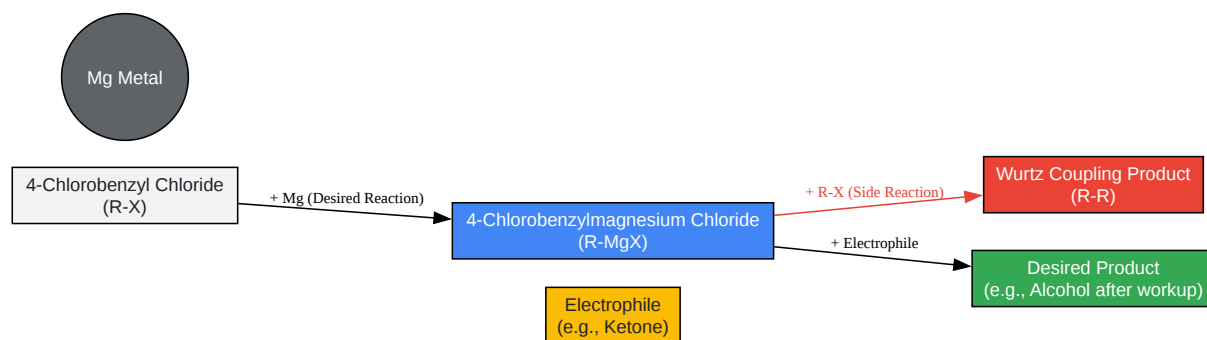 Mg Metal
4-Chlorobenzyl Chloride
(R-X)
+ Mg (Desired Reaction)
4-Chlorobenzylmagnesium Chloride
(R-MgX)
+ R-X (Side Reaction)
Wurtz Coupling Product
(R-R)
+ Electrophile
Desired Product
(e.g., Alcohol after workup)
Electrophile
(e.g., Ketone)